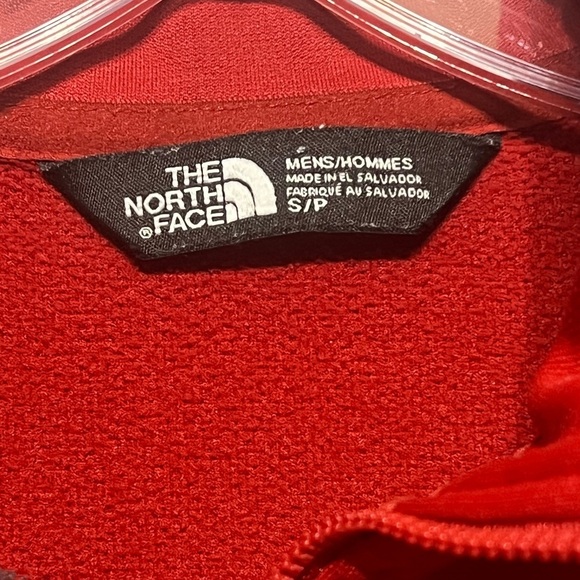 THE
NORTH
FACE
®
MENS/HOMMES
MADE IN EL SALVADOR
FABRIQUÉ AU SALVADOR
S/P